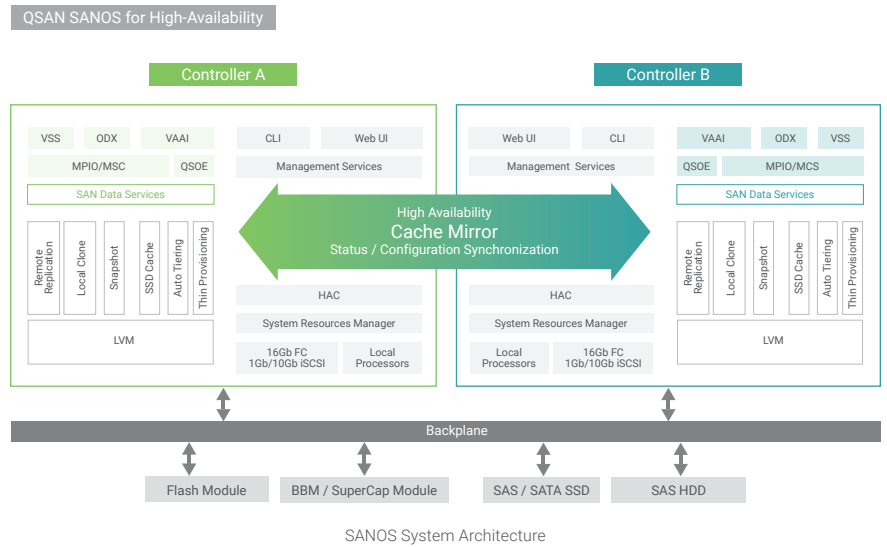 QSAN SANOS for High-Availability
Controller A
VSS
ODX
VAAI
MPIO/MSC
QSOE
SAN Data Services
Remote
Replication
Local Clone
Snapshot
SSD Cache
Auto Tiering
Thin Provisioning
LVM
CLI
Web UI
Management Services
HAC
System Resources Manager
16Gb FC
1Gb/10Gb iSCSI
Local
Processors
High Availability
Cache Mirror
Status / Configuration Synchronization
Controller B
Web UI
CLI
Management Services
HAC
System Resources Manager
Local
Processors
16Gb FC
1Gb/10Gb iSCSI
VAAI
ODX
VSS
QSOE
MPIO/MCS
SAN Data Services
Remote
Replication
Local Clone
Snapshot
SSD Cache
Auto Tiering
Thin Provisioning
LVM
Backplane
Flash Module
BBM / SuperCap Module
SAS / SATA SSD
SAS HDD
SANOS System Architecture